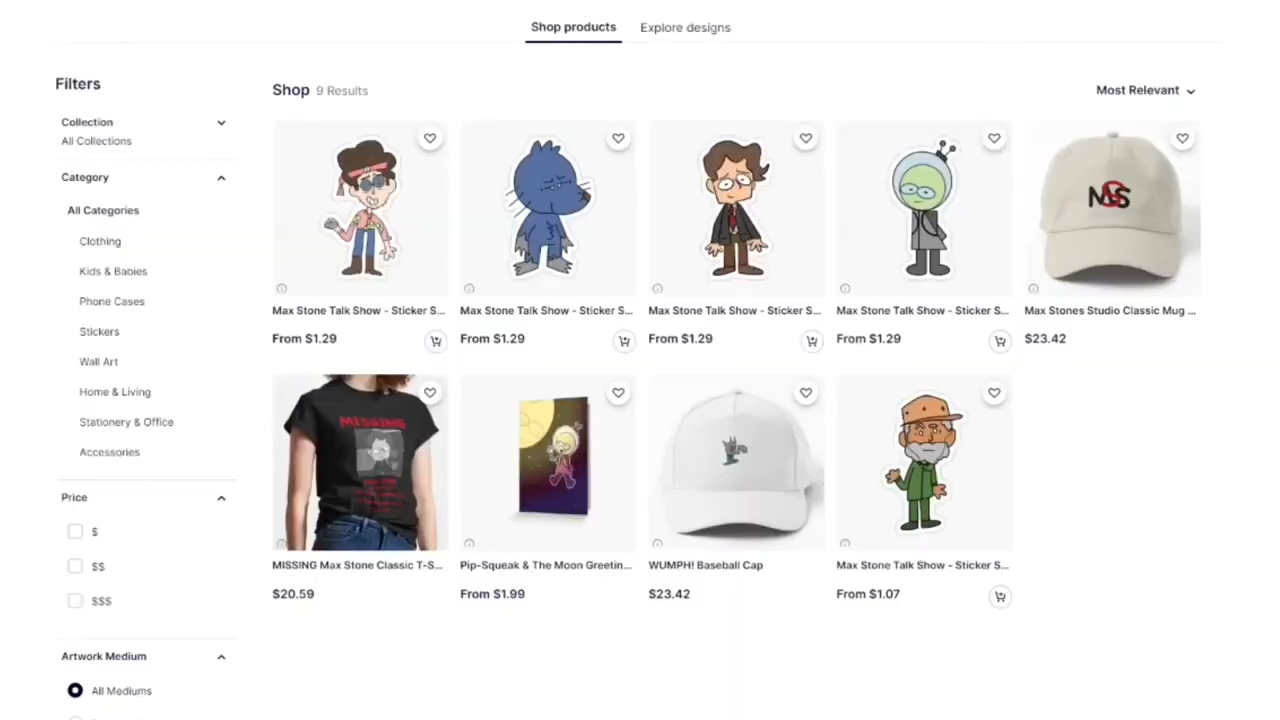 Shop products Explore designs
Filters
Collection
All Collections
Category
All Categories
Clothing
Kids & Babies
Phone Cases
Stickers
Wall Art
Home & Living
Stationery & Office
Accessories
Price
$
$$
$$$
Artwork Medium
All Mediums
Shop 9 Results
Most Relevant
MSS
Max Stone Talk Show - Sticker S...
From $1.29
Max Stone Talk Show - Sticker S...
From $1.29
Max Stone Talk Show - Sticker S...
From $1.29
Max Stone Talk Show - Sticker S...
From $1.29
Max Stones Studio Classic Mug ...
$23.42
MISSING
MISSING Max Stone Classic T-S...
$20.59
Pip-Squeak & The Moon Greetin...
From $1.99
WUMPH! Baseball Cap
$23.42
Max Stone Talk Show - Sticker S...
From $1.07